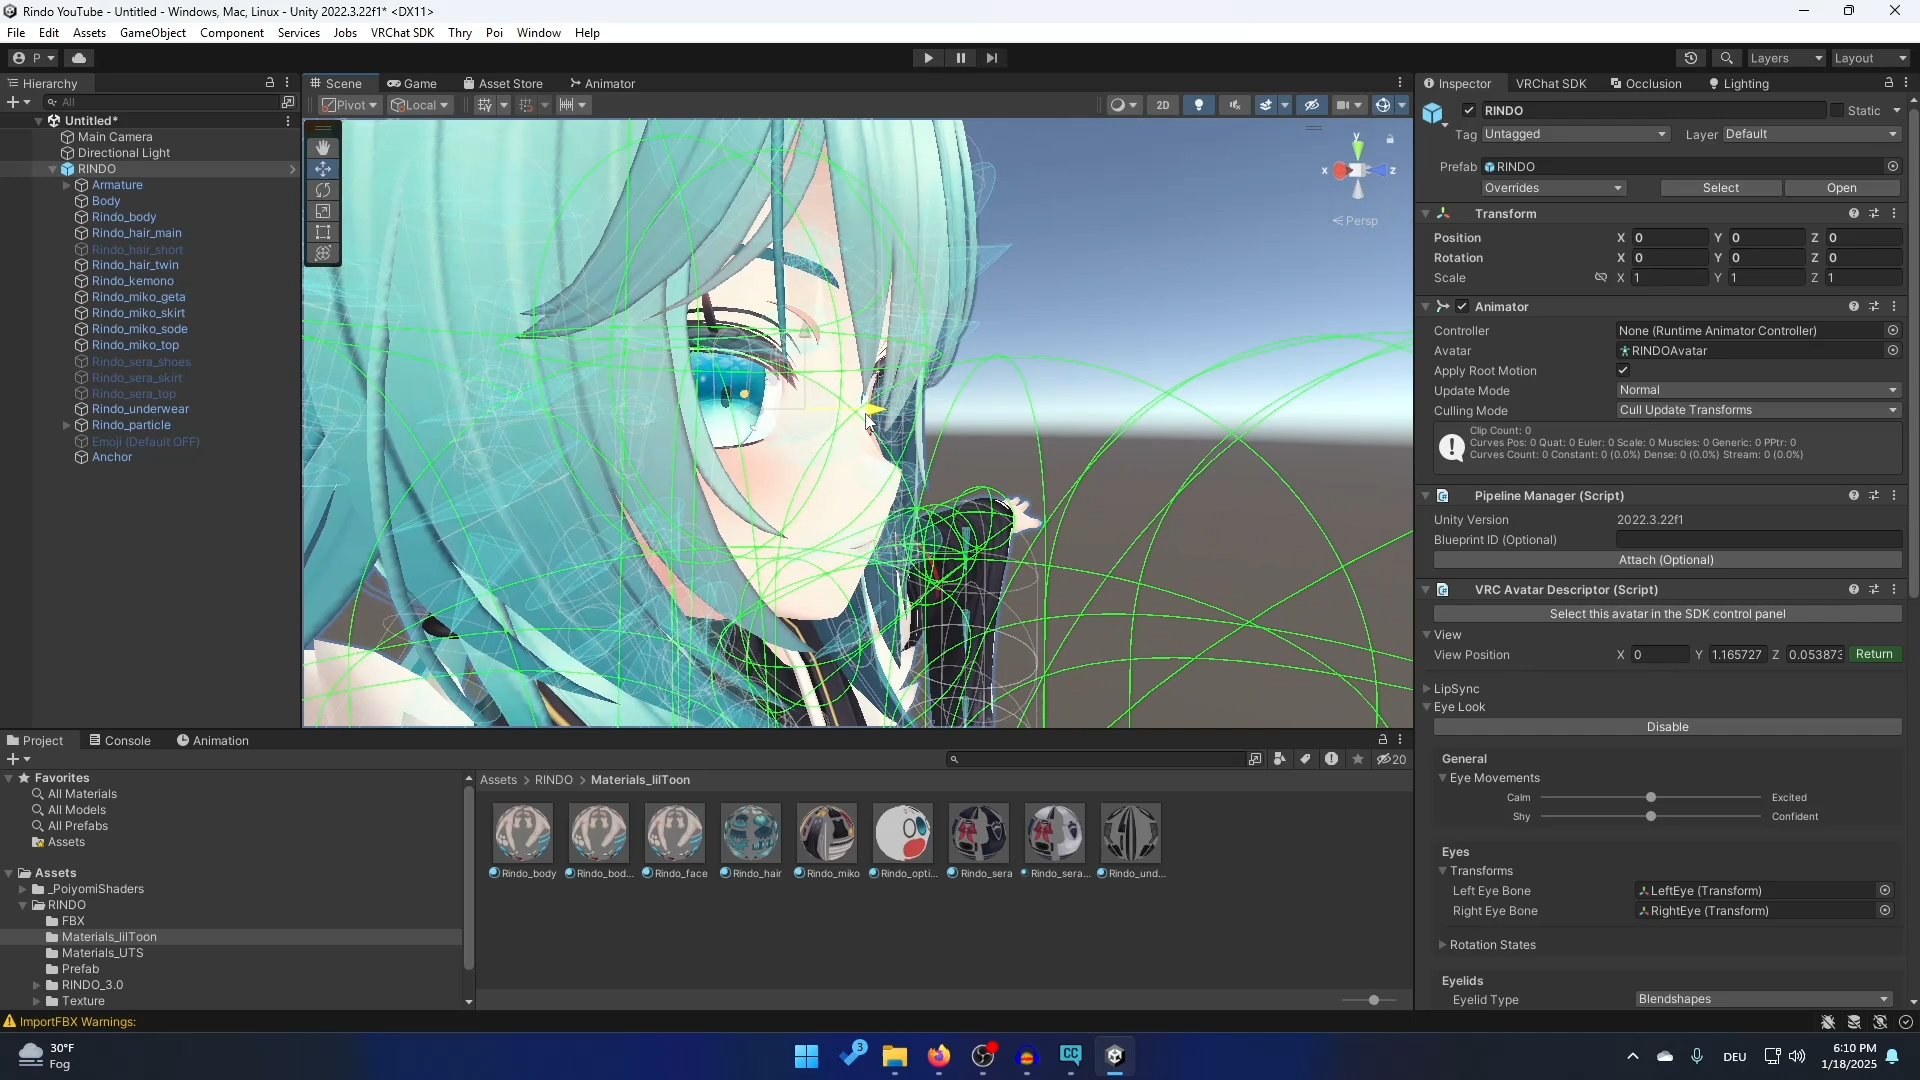 Rindo YouTube - Untitled - Windows, Mac, Linux - Unity 2022.3.22f1* <DX11>
File Edit Assets GameObject Component Services Jobs VRChat SDK Thry Poi Window Help
P Layers Layout
Hierarchy Scene Game Asset Store Animator Inspector VRChat SDK Occlusion Lighting
All Pivot Local 2D
Untitled*
Main Camera
Directional Light
RINDO
Armature
Body
Rindo_body
Rindo_hair_main
Rindo_hair_short
Rindo_hair_twin
Rindo_kemono
Rindo_miko_geta
Rindo_miko_skirt
Rindo_miko_sode
Rindo_miko_top
Rindo_sera_shoes
Rindo_sera_skirt
Rindo_sera_top
Rindo_underwear
Rindo_particle
Emoji (Default OFF)
Anchor
y
x z
Persp
RINDO Static
Tag Untagged Layer Default
Prefab RINDO
Overrides Select Open
Transform
Position X 0 Y 0 Z 0
Rotation X 0 Y 0 Z 0
Scale X 1 Y 1 Z 1
Animator
Controller None (Runtime Animator Controller)
Avatar RINDOAvatar
Apply Root Motion
Update Mode Normal
Culling Mode Cull Update Transforms
Clip Count: 0
Curves Pos: 0 Quat: 0 Euler: 0 Scale: 0 Muscles: 0 Generic: 0 PPtr: 0
Curves Count: 0 Constant: 0 (0.0%) Dense: 0 (0.0%) Stream: 0 (0.0%)
Pipeline Manager (Script)
Unity Version 2022.3.22f1
Blueprint ID (Optional)
Attach (Optional)
VRC Avatar Descriptor (Script)
Select this avatar in the SDK control panel
View
View Position X 0 Y 1.165727 Z 0.053873 Return
LipSync
Eye Look
Disable
General
Eye Movements
Calm Excited
Shy Confident
Eyes
Transforms
Left Eye Bone LeftEye (Transform)
Right Eye Bone RightEye (Transform)
Rotation States
Eyelids
Eyelid Type Blendshapes
Project Console Animation
20
Favorites
All Materials
All Models
All Prefabs
Assets
Assets
_PoiyomiShaders
RINDO
FBX
Materials_lilToon
Materials_UTS
Prefab
RINDO_3.0
Texture
Assets > RINDO > Materials_lilToon
Rindo_body Rindo_bod... Rindo_face Rindo_hair Rindo_miko Rindo_opti... Rindo_sera Rindo_sera... Rindo_und...
ImportFBX Warnings:
30°F
Fog
3
CC
DEU
6:10 PM
1/18/2025